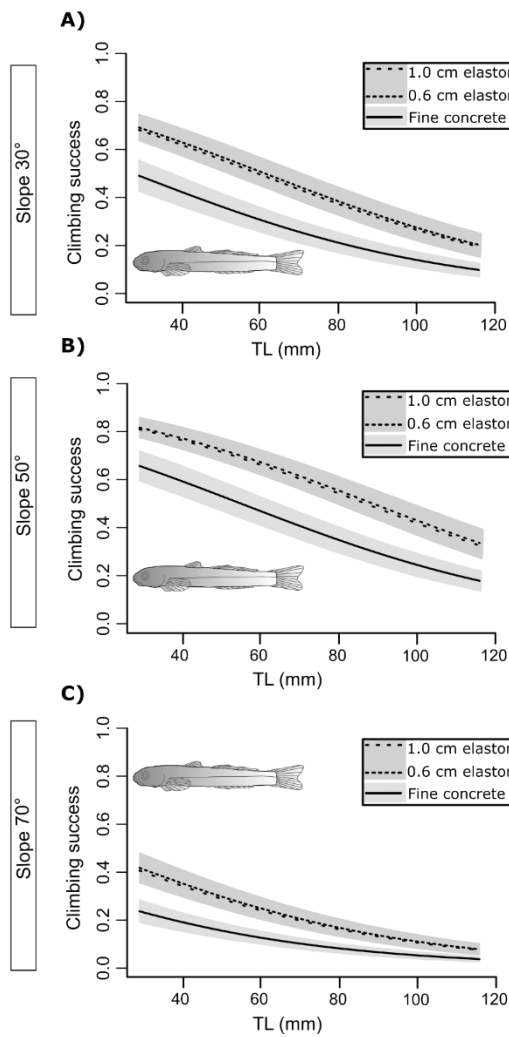 A)
Slope 30°
Climbing success
1.0
0.8
0.6
0.4
0.2
0.0
1.0 cm elaston
0.6 cm elaston
Fine concrete
40
60
80
100
120
TL (mm)
B)
Slope 50°
Climbing success
1.0
0.8
0.6
0.4
0.2
0.0
1.0 cm elaston
0.6 cm elaston
Fine concrete
40
60
80
100
120
TL (mm)
C)
Slope 70°
Climbing success
1.0
0.8
0.6
0.4
0.2
0.0
1.0 cm elaston
0.6 cm elaston
Fine concrete
40
60
80
100
120
TL (mm)